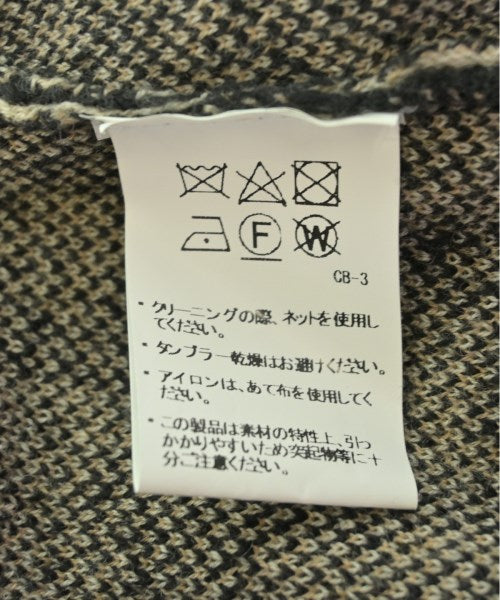 F W
CB-3
* クリーニングの際、ネットを使用し
てください。
* タンブラー乾燥はお避けください。
* アイロンは、あて布を使用してく
ださい。
* この製品は素材の特性上、引っ
かかりやすいため突起物等に十
分ご注意ください。